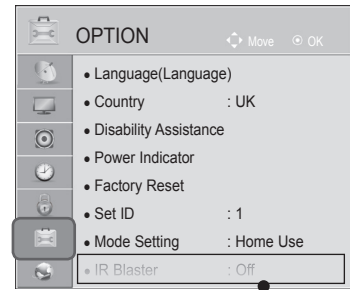 OPTION
Move
OK
• Language(Language)
• Country : UK
• Disability Assistance
• Power Indicator
• Factory Reset
• Set ID : 1
• Mode Setting : Home Use
• IR Blaster : Off